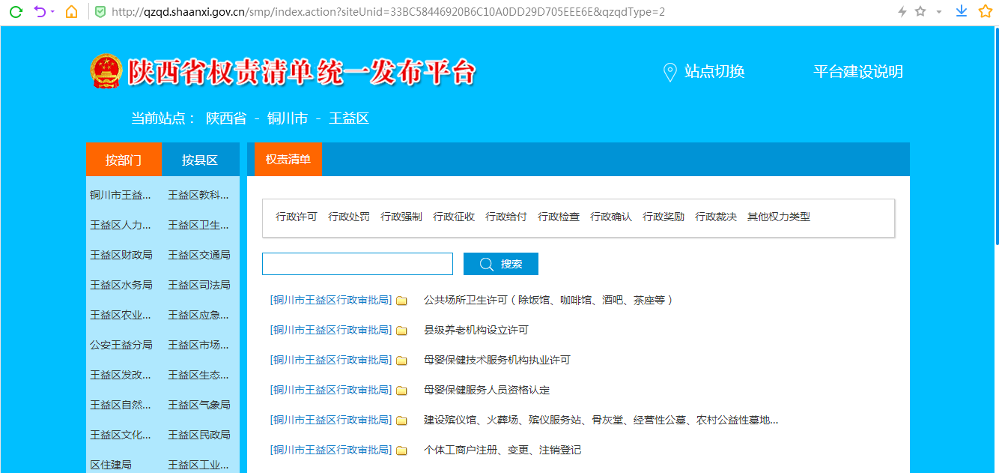 http://qzqd.shaanxi.gov.cn/smp/index.action?siteUnid=33BC58446920B6C10A0DD29D705EEE6E&qzqdType=2
陕西省权责清单统一发布平台
站点切换 平台建设说明
当前站点： 陕西省 - 铜川市 - 王益区
按部门 按县区
铜川市王益... 王益区教科...
王益区人力... 王益区卫生...
王益区财政局 王益区交通局
王益区水务局 王益区司法局
王益区农业... 王益区应急...
公安王益分局 王益区市场...
王益区发改... 王益区生态...
王益区自然... 王益区气象局
王益区文化... 王益区民政局
区住建局 王益区工业...
权责清单
行政许可 行政处罚 行政强制 行政征收 行政给付 行政检查 行政确认 行政奖励 行政裁决 其他权力类型
搜索
[铜川市王益区行政审批局] 公共场所卫生许可（除饭馆、咖啡馆、酒吧、茶座等）
[铜川市王益区行政审批局] 县级养老机构设立许可
[铜川市王益区行政审批局] 母婴保健技术服务机构执业许可
[铜川市王益区行政审批局] 母婴保健服务人员资格认定
[铜川市王益区行政审批局] 建设殡仪馆、火葬场、殡仪服务站、骨灰堂、经营性公墓、农村公益性墓地...
[铜川市王益区行政审批局] 个体工商户注册、变更、注销登记